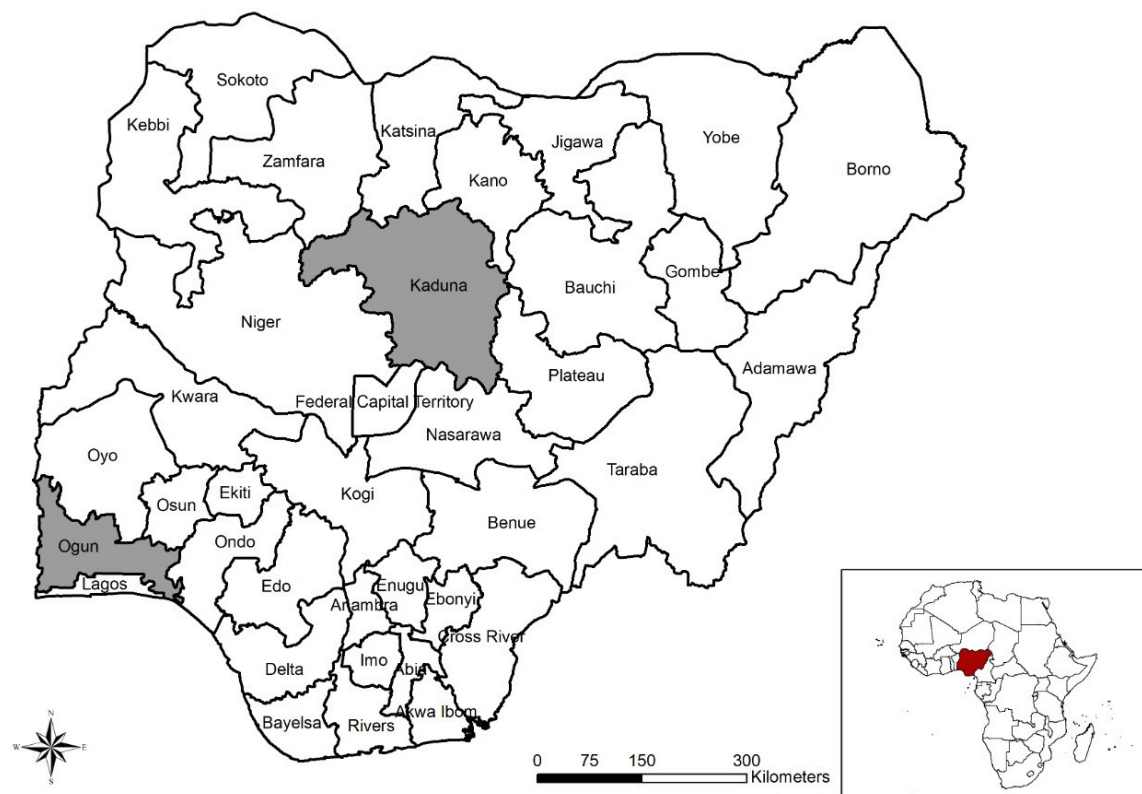 Sokoto
Kebbi
Katsina
Zamfara
Jigawa
Yobe
Kano
Borno
Kaduna
Bauchi
Gombe
Niger
Plateau
Adamawa
Kwara
Federal Capital Territory
Nasarawa
Oyo
Taraba
Osun
Ekiti
Kogi
Benue
Ogun
Ondo
Lagos
Edo
Enugu
Anambra
Ebonyi
Cross River
Delta
Imo
Abia
Bayelsa
Rivers
Akwa Ibom
N
W
E
S
0 75 150 300
Kilometers